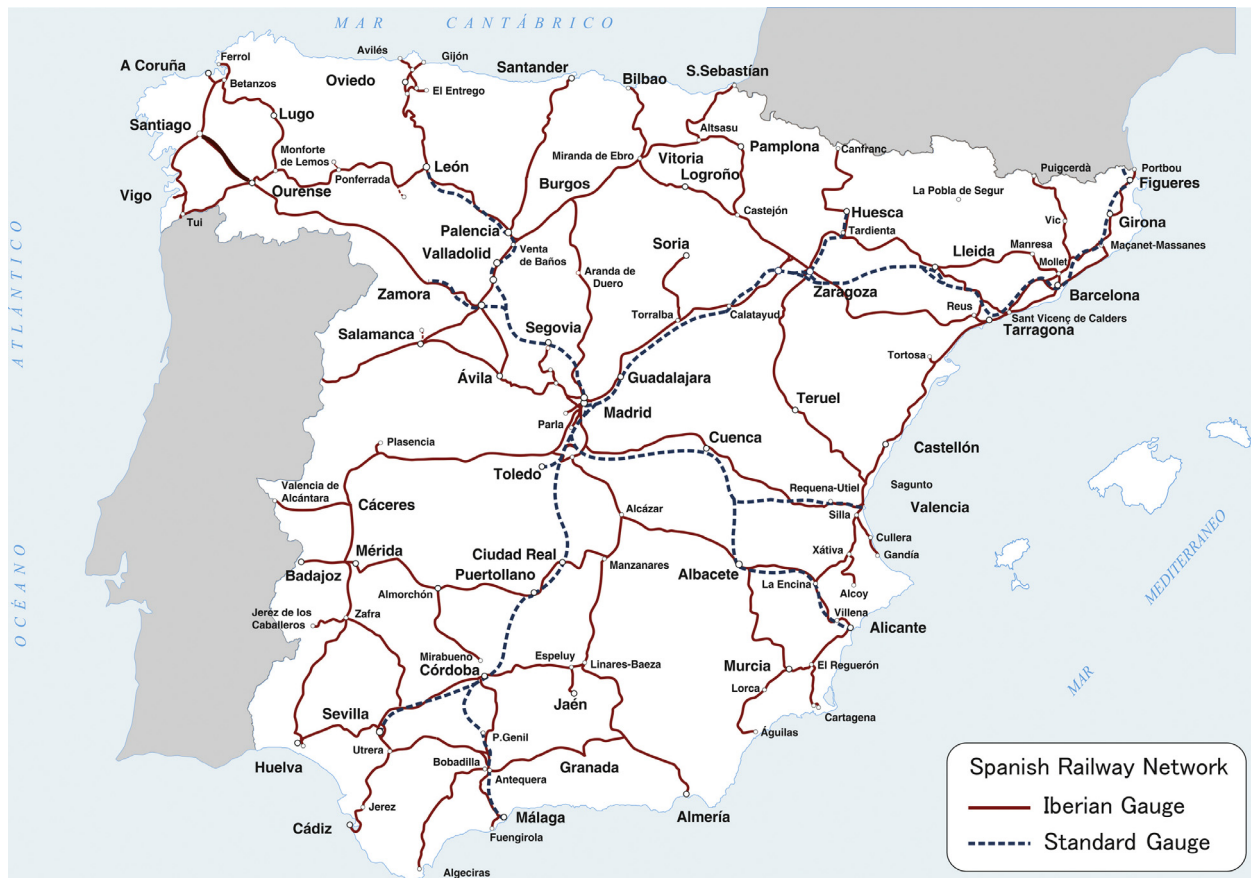 MAR CANTÁBRICO
Ferrol
Avilés
Gijón
A Coruña
Betanzos
Oviedo
El Entrego
Santander
Bilbao
S.Sebastían
Lugo
Santiago
Altsasu
Monforte
de Lemos
León
Miranda de Ebro
Vitoria
Pamplona
Canfranc
Puigcerdà
Portbou
Ponferrada
Logroño
Figueres
Vigo
Ourense
Burgos
La Pobla de Segur
Tui
Castejón
Huesca
Vic
Girona
Palencia
Tardienta
Valladolid
Venta
de Baños
Soria
Lleida
Manresa
Maçanet-Massanes
Mollet
Aranda de
Duero
Zamora
Zaragoza
Barcelona
Reus
Torralba
Calatayud
Sant Vicenç de Calders
Tarragona
Salamanca
Segovia
Tortosa
Ávila
Guadalajara
Madrid
Teruel
Parla
Plasencia
Cuenca
Castellón
Toledo
Valencia de
Alcántara
Requena-Utiel
Sagunto
Cáceres
Alcázar
Silla
Valencia
Cullera
Xátiva
Gandía
Mérida
Ciudad Real
Badajoz
Puertollano
Manzanares
Albacete
La Encina
Almorchón
Alcoy
Jerez de los
Caballeros
Zafra
Villena
Alicante
Mirabueno
Espeluy
Linares-Baeza
Murcia
El Reguerón
Córdoba
Jaén
Lorca
Sevilla
Cartagena
P.Genil
Águilas
Utrera
Huelva
Bobadilla
Granada
Antequera
Jerez
Cádiz
Málaga
Almería
Fuengirola
Algeciras
ATLÁNTICO
OCÉANO
MEDITERRANEO
MAR
Spanish Railway Network
Iberian Gauge
Standard Gauge